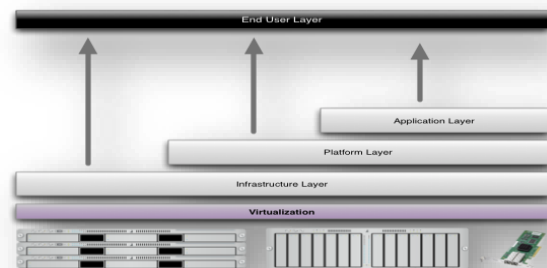 End User Layer
Application Layer
Platform Layer
Infrastructure Layer
Virtualization